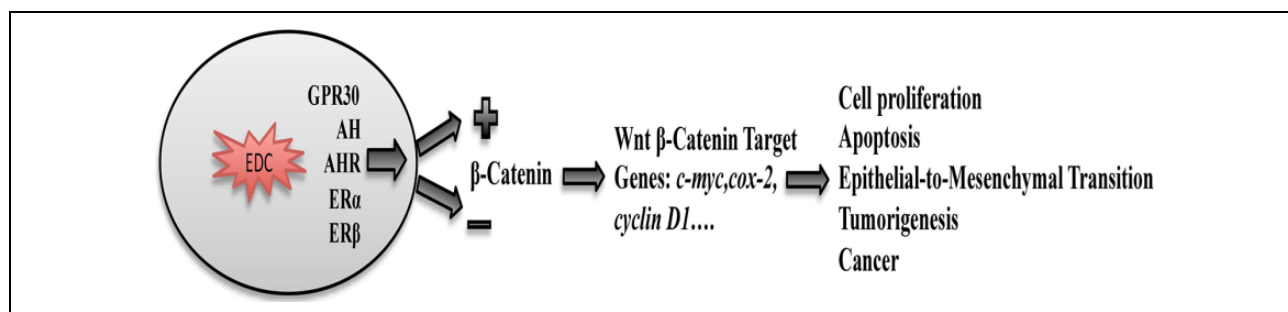 EDC
GPR30
AH
AHR
ERα
ERβ
+
β-Catenin
−
Wnt β-Catenin Target
Genes: c-myc,cox-2,
cyclin D1....
Cell proliferation
Apoptosis
Epithelial-to-Mesenchymal Transition
Tumorigenesis
Cancer